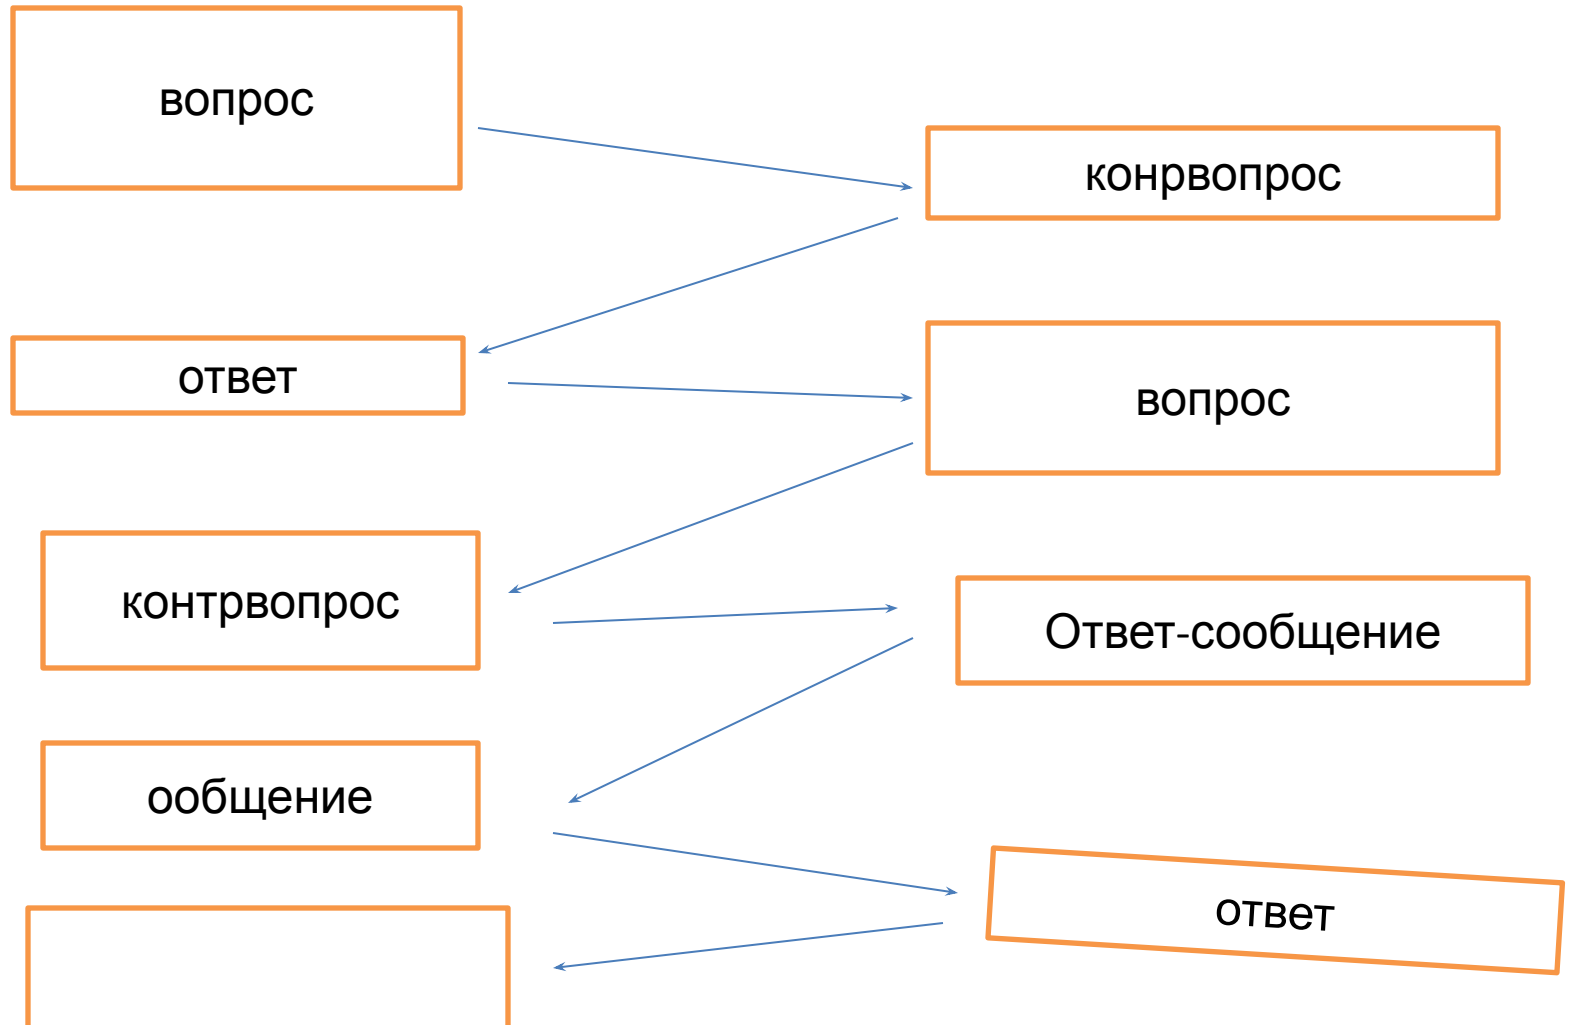 вопрос
конрвопрос
ответ
вопрос
контрвопрос
Ответ-сообщение
ообщение
ответ